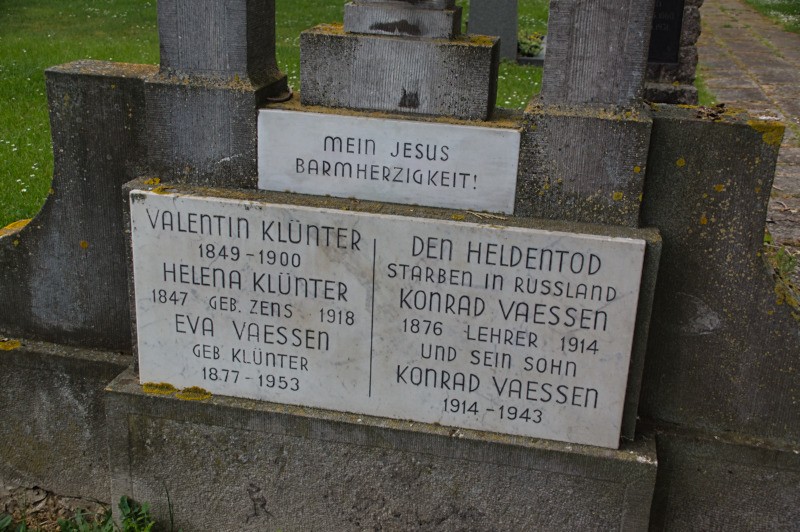 MEIN JESUS
BARMHERZIGKEIT!
VALENTIN KLÜNTER
1849-1900
HELENA KLÜNTER
1847 GEB. ZENS 1918
EVA VAESSEN
GEB KLÜNTER
1877-1953
DEN HELDENTOD
STARBEN IN RUSSLAND
KONRAD VAESSEN
1876 LEHRER 1914
UND SEIN SOHN
KONRAD VAESSEN
1914-1943